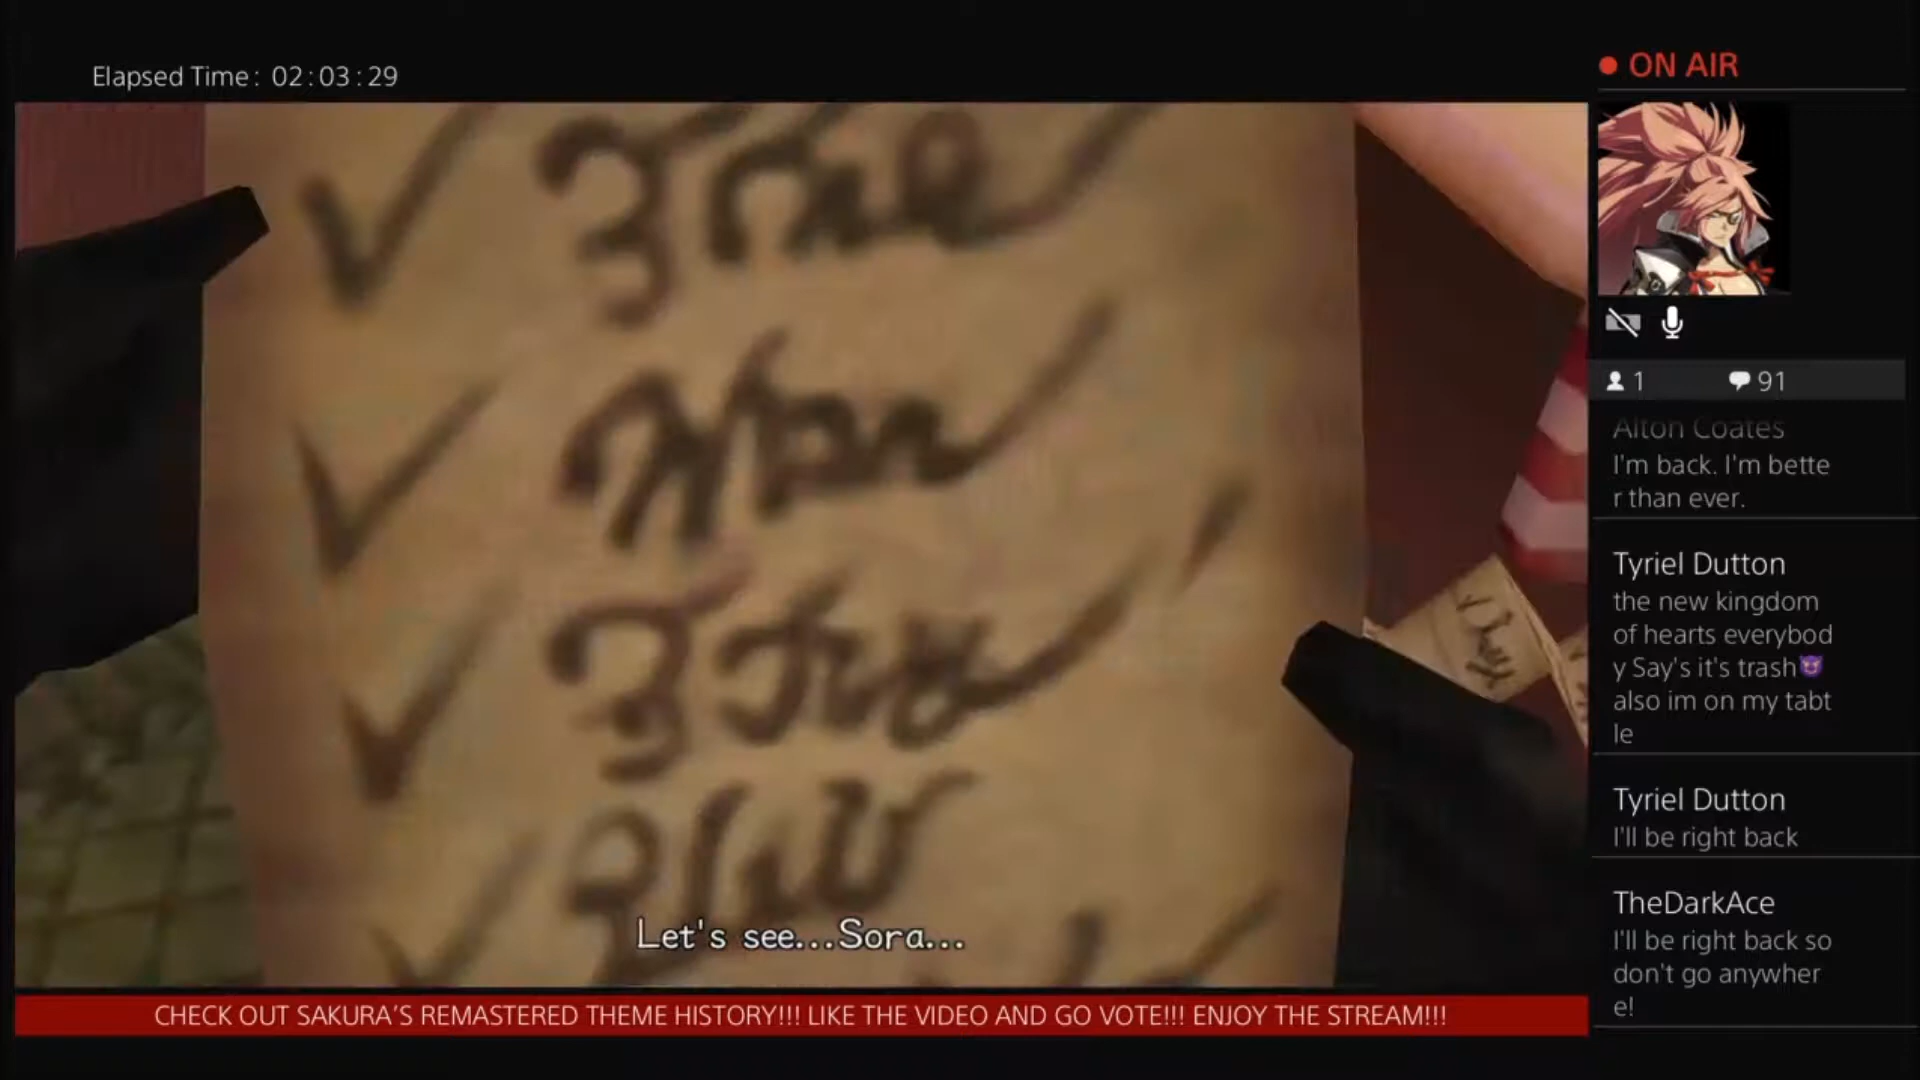 Elapsed Time: 02:03:29
ON AIR
1
91
Alton Coates
I'm back. I'm bette
r than ever.
Tyriel Dutton
the new kingdom
of hearts everybod
y Say's it's trash😈
also im on my tabt
le
Tyriel Dutton
I'll be right back
TheDarkAce
I'll be right back so
don't go anywher
e!
Let's see...Sora...
CHECK OUT SAKURA'S REMASTERED THEME HISTORY!!! LIKE THE VIDEO AND GO VOTE!!! ENJOY THE STREAM!!!